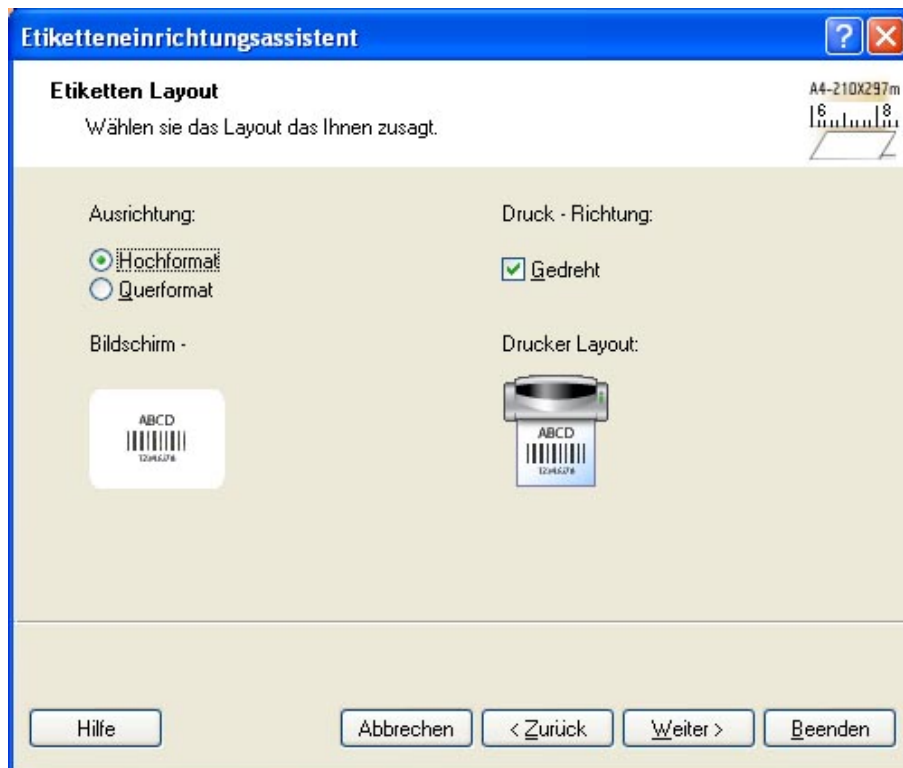 Etiketteneinrichtungsassistent
Etiketten Layout
Wählen sie das Layout das Ihnen zusagt.
A4-210X297m
6 8
Ausrichtung:
Druck - Richtung:
Hochformat
Gedreht
Querformat
Bildschirm -
Drucker Layout:
ABCD
ABCD
Hilfe
Abbrechen
< Zurück
Weiter >
Beenden